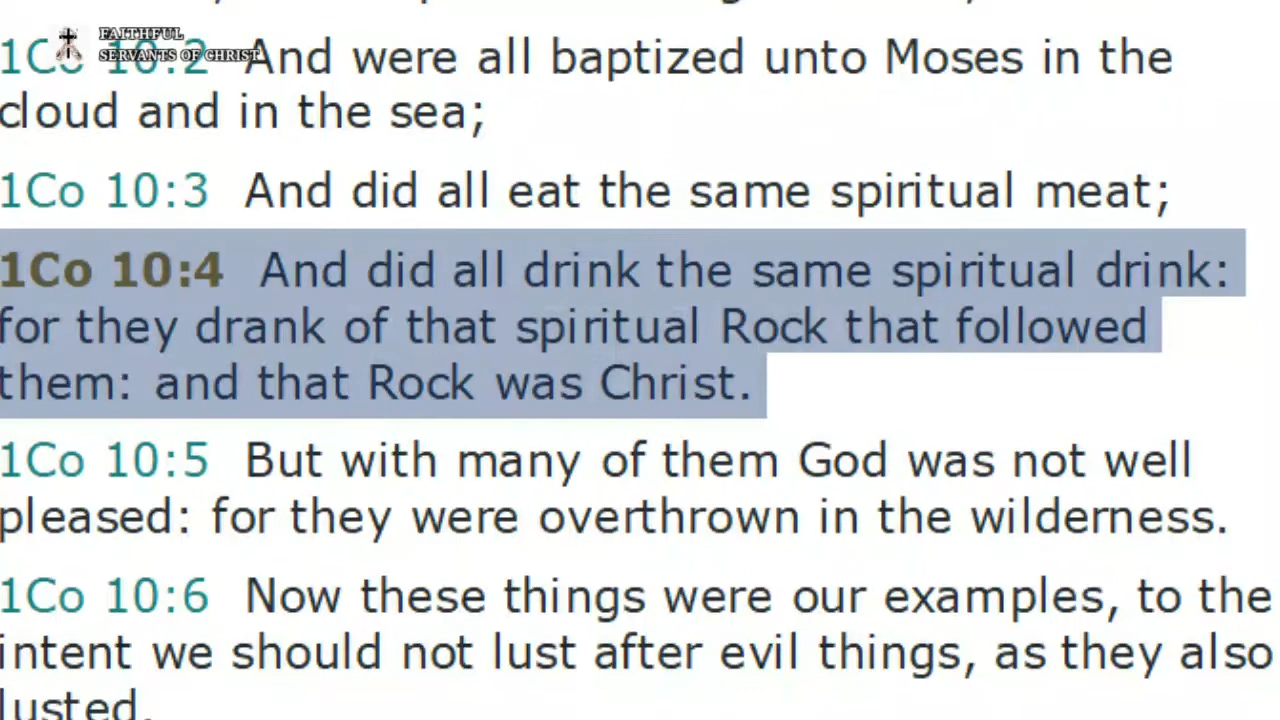 FAITHFUL
SERVANTS OF CHRIST
1Co 10:2 And were all baptized unto Moses in the
cloud and in the sea;
1Co 10:3 And did all eat the same spiritual meat;
1Co 10:4 And did all drink the same spiritual drink:
for they drank of that spiritual Rock that followed
them: and that Rock was Christ.
1Co 10:5 But with many of them God was not well
pleased: for they were overthrown in the wilderness.
1Co 10:6 Now these things were our examples, to the
intent we should not lust after evil things, as they also
lusted.